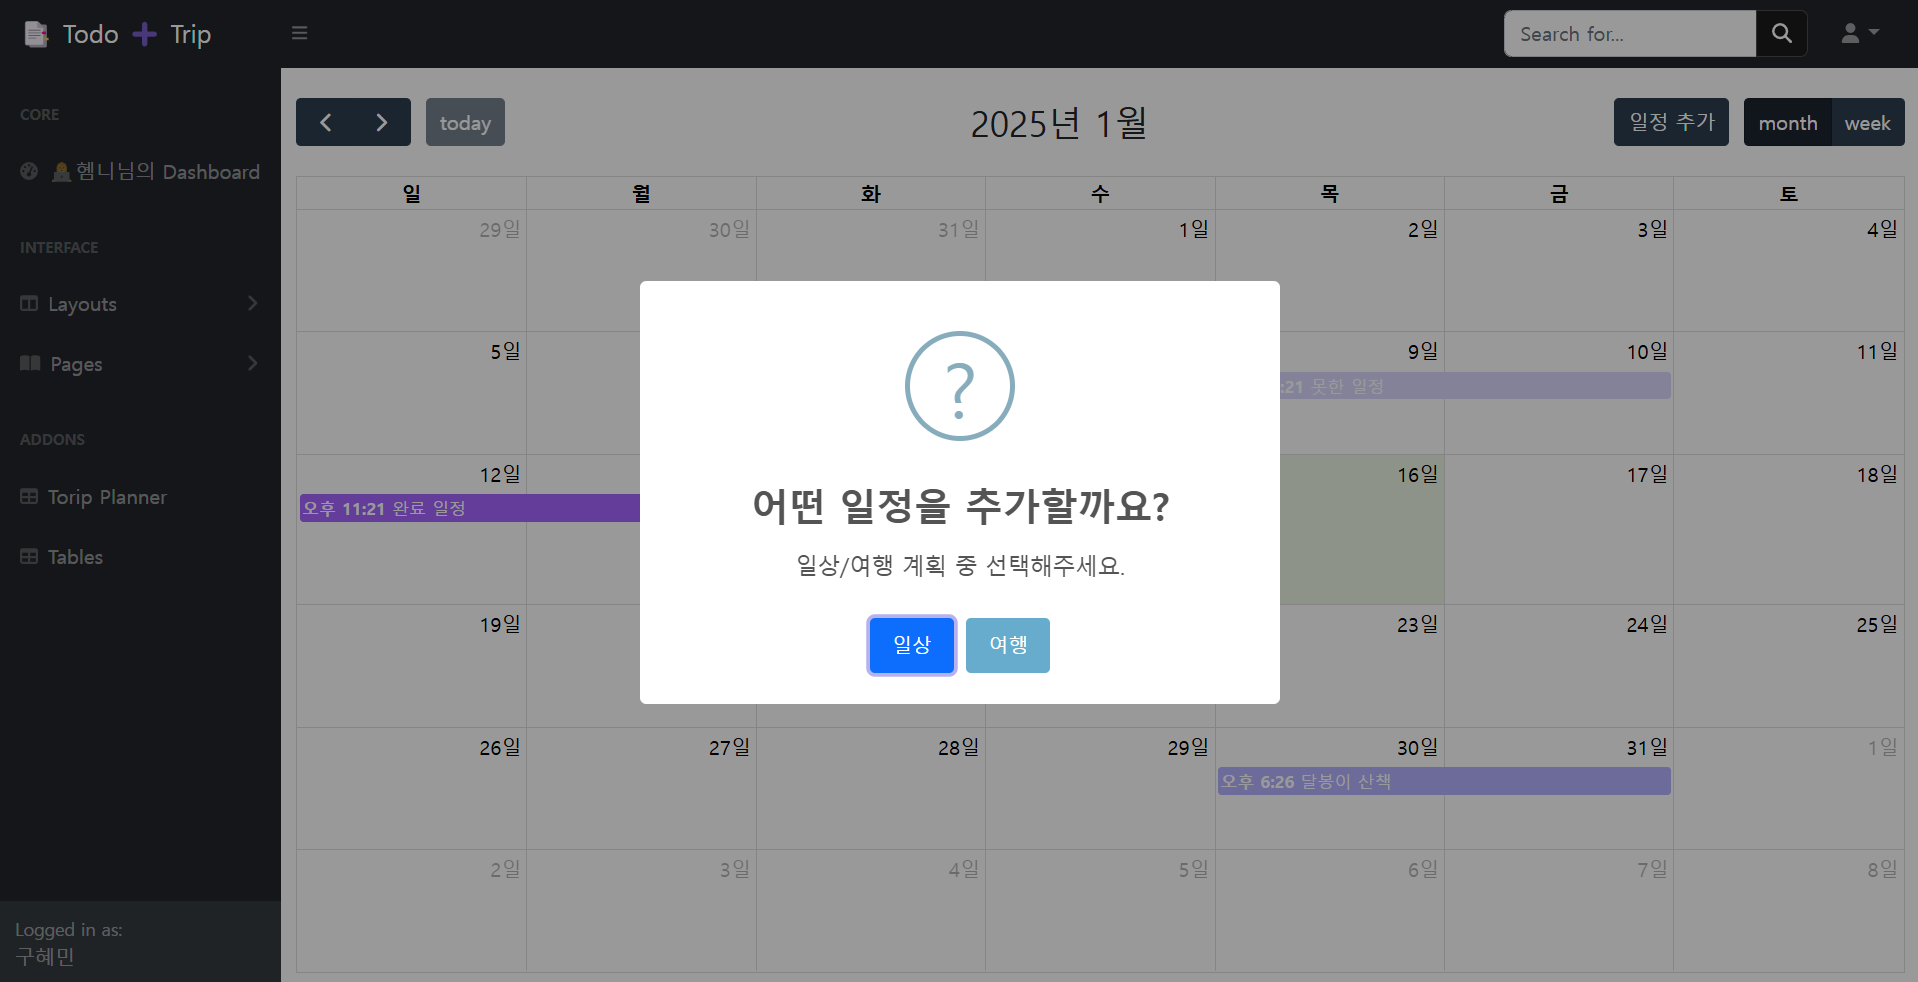 Todo + Trip
Search for...
CORE
헴니님의 Dashboard
INTERFACE
Layouts
Pages
ADDONS
Torip Planner
Tables
Logged in as:
구혜민
today
2025년 1월
일정 추가
month week
일 월 화 수 목 금 토
29일 30일 31일 1일 2일 3일 4일
5일 9일 10일 11일
:21 못한 일정
12일 16일 17일 18일
오후 11:21 완료 일정
19일 23일 24일 25일
26일 27일 28일 29일 30일 31일 1일
오후 6:26 달봉이 산책
2일 3일 4일 5일 6일 7일 8일
?
어떤 일정을 추가할까요?
일상/여행 계획 중 선택해주세요.
일상 여행